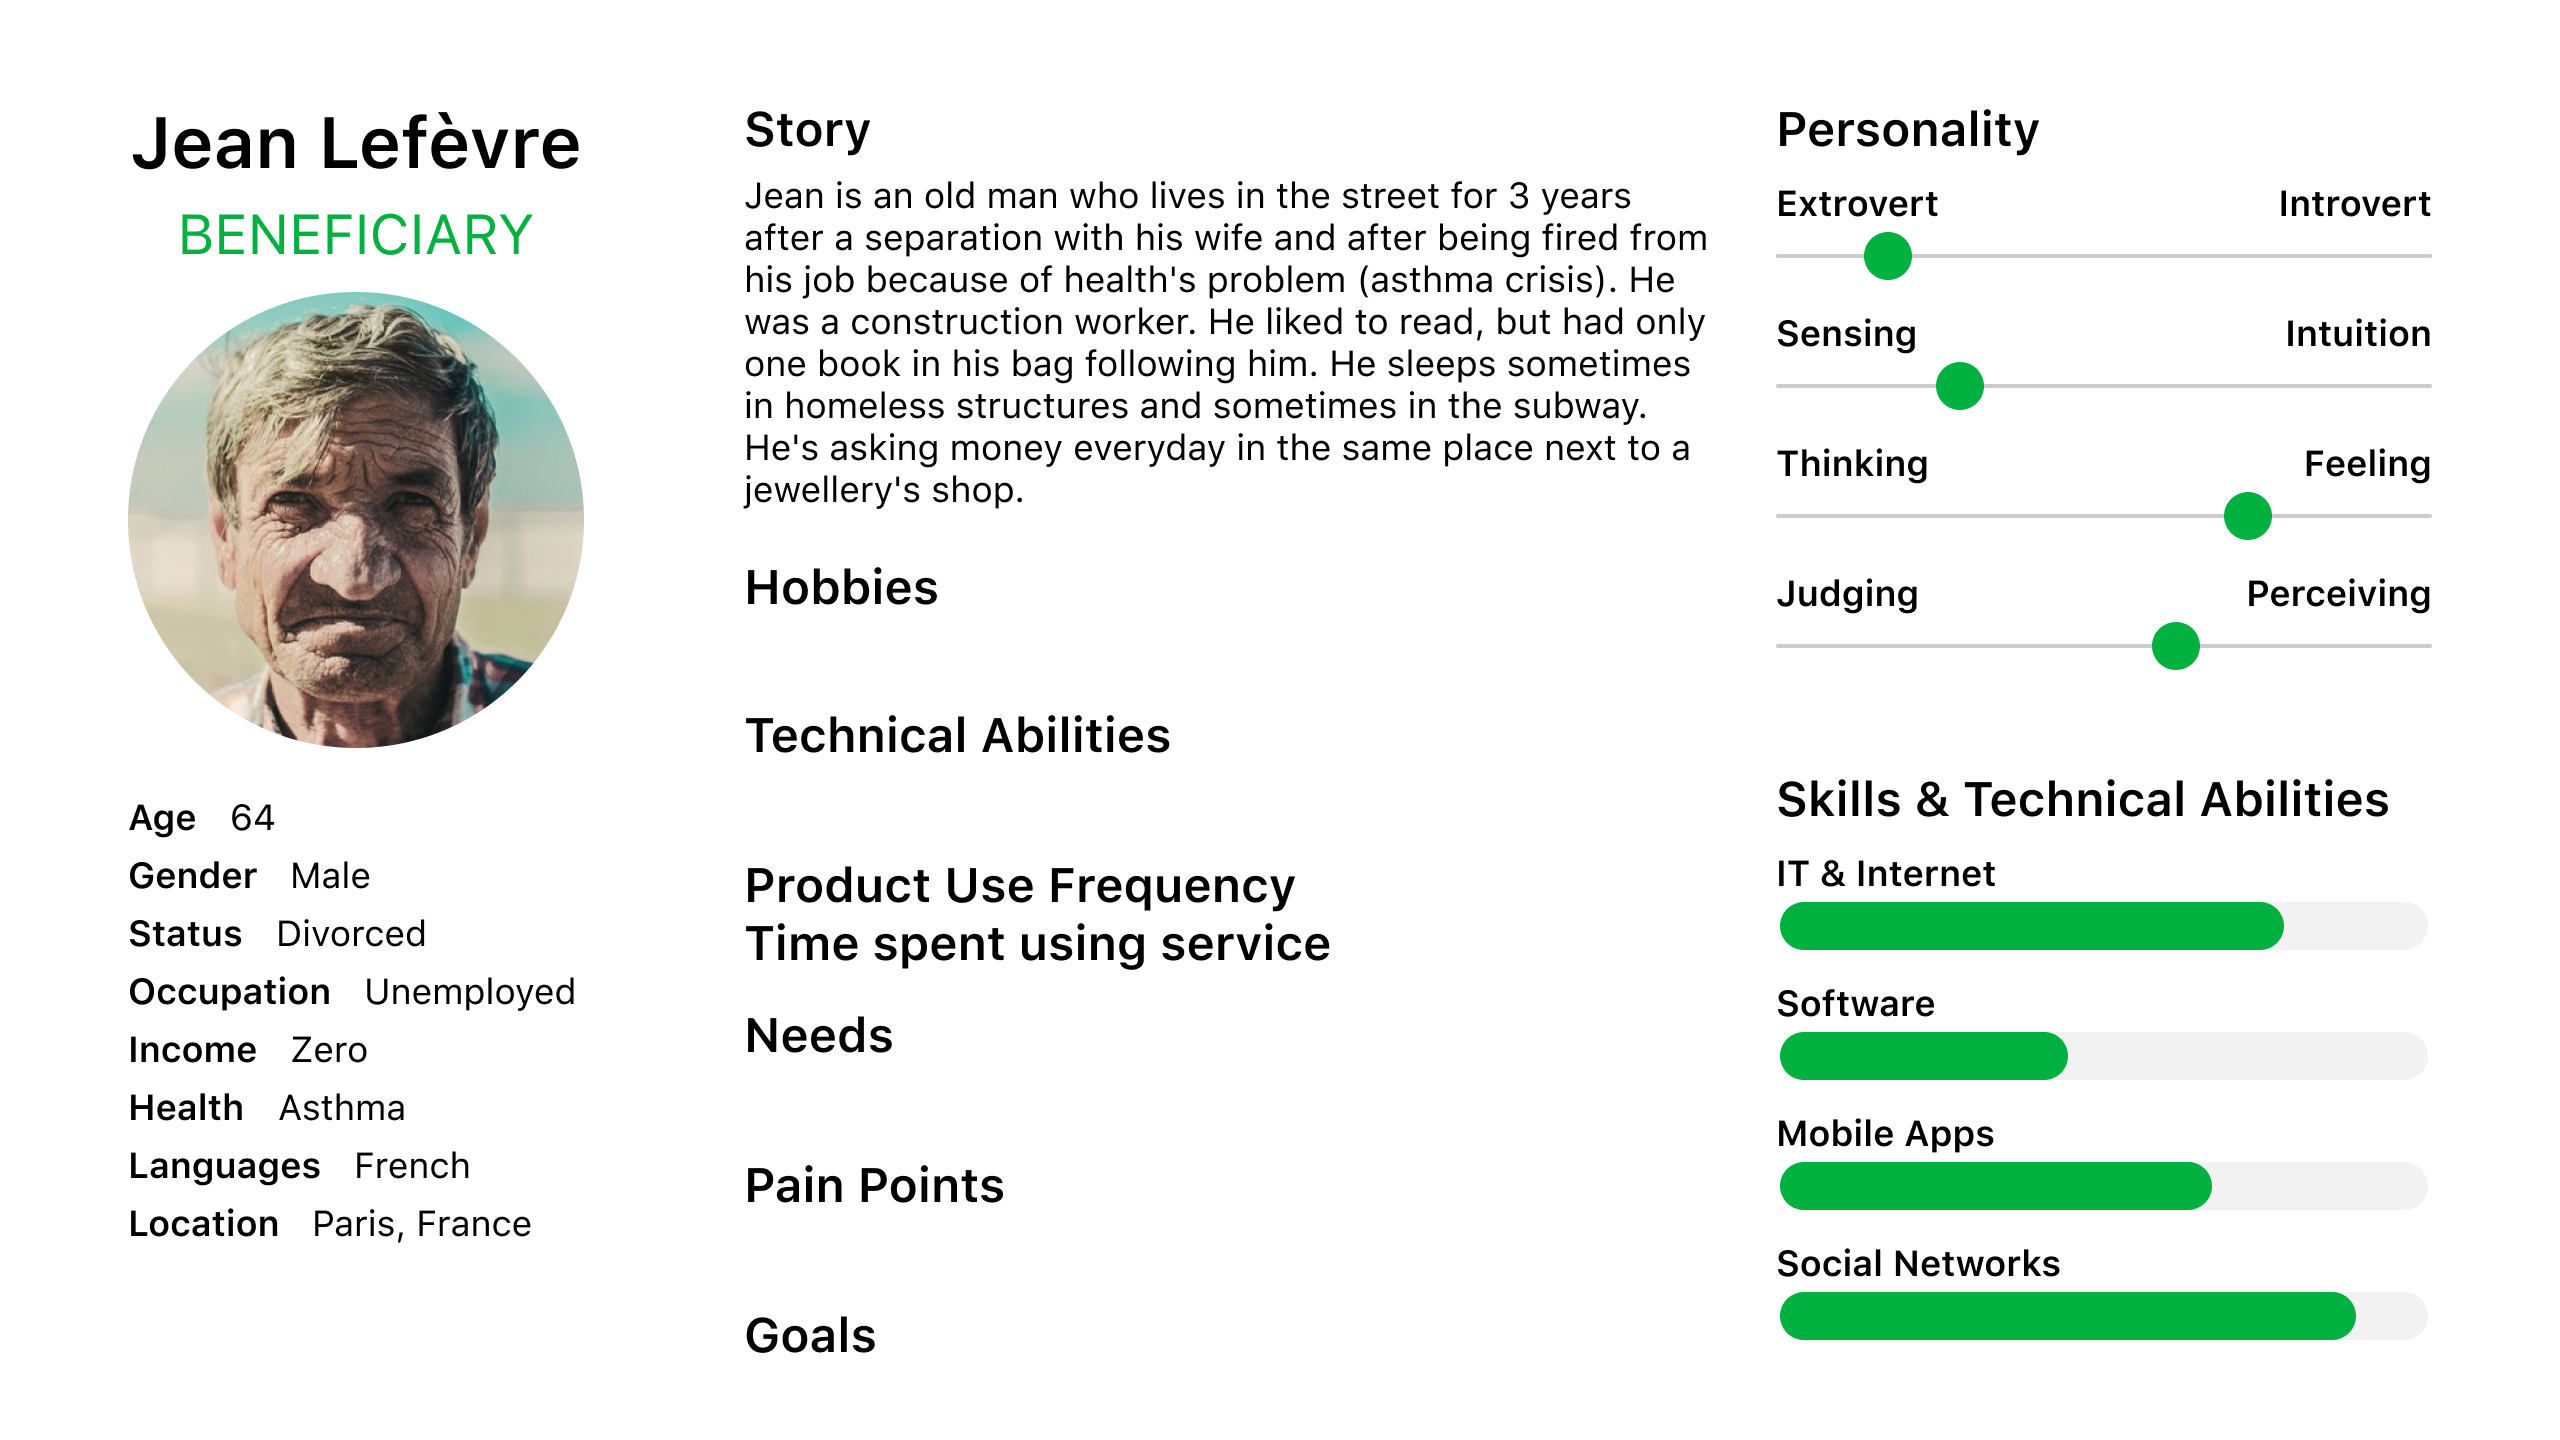 Jean Lefèvre
BENEFICIARY
Age 64
Gender Male
Status Divorced
Occupation Unemployed
Income Zero
Health Asthma
Languages French
Location Paris, France
Story
Jean is an old man who lives in the street for 3 years
after a separation with his wife and after being fired from
his job because of health's problem (asthma crisis). He
was a construction worker. He liked to read, but had only
one book in his bag following him. He sleeps sometimes
in homeless structures and sometimes in the subway.
He's asking money everyday in the same place next to a
jewellery's shop.
Hobbies
Technical Abilities
Product Use Frequency
Time spent using service
Needs
Pain Points
Goals
Personality
Extrovert Introvert
Sensing Intuition
Thinking Feeling
Judging Perceiving
Skills & Technical Abilities
IT & Internet
Software
Mobile Apps
Social Networks